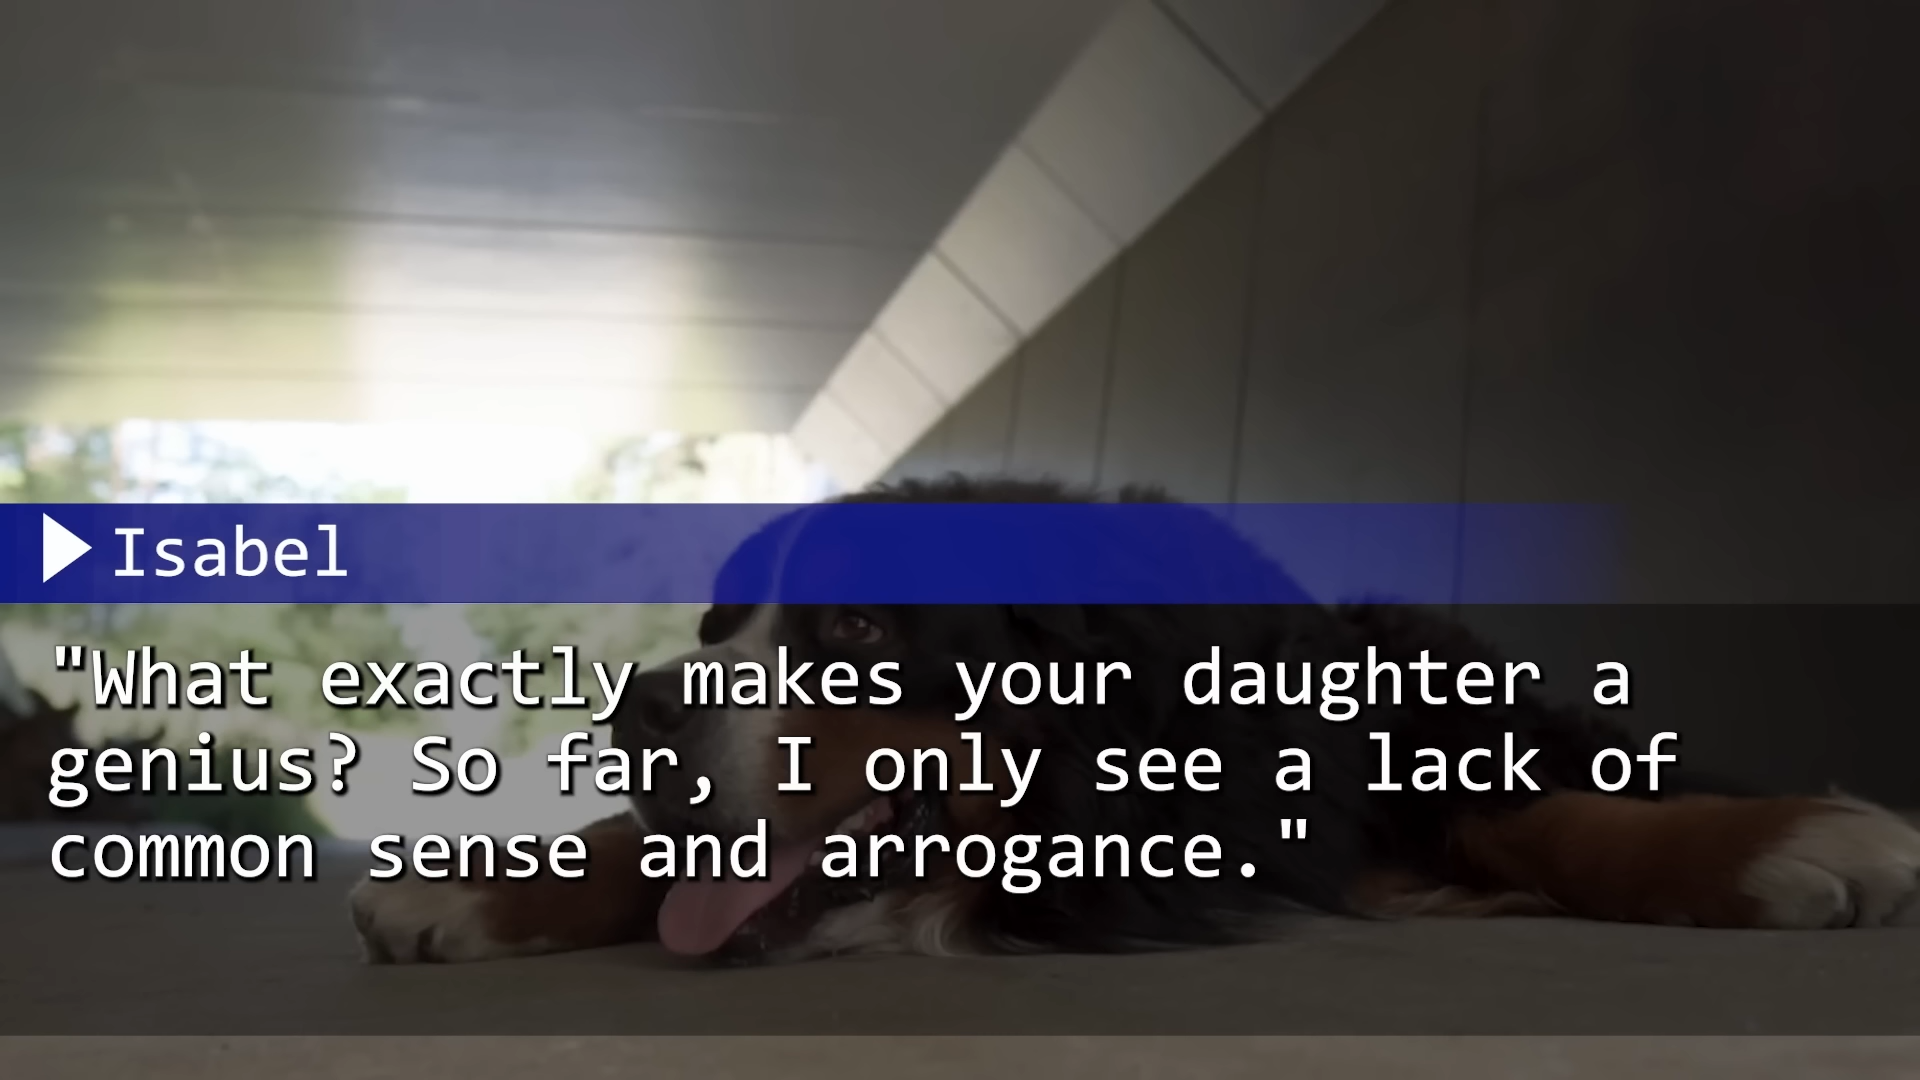 Isabel
"What exactly makes your daughter a
genius? So far, I only see a lack of
common sense and arrogance."